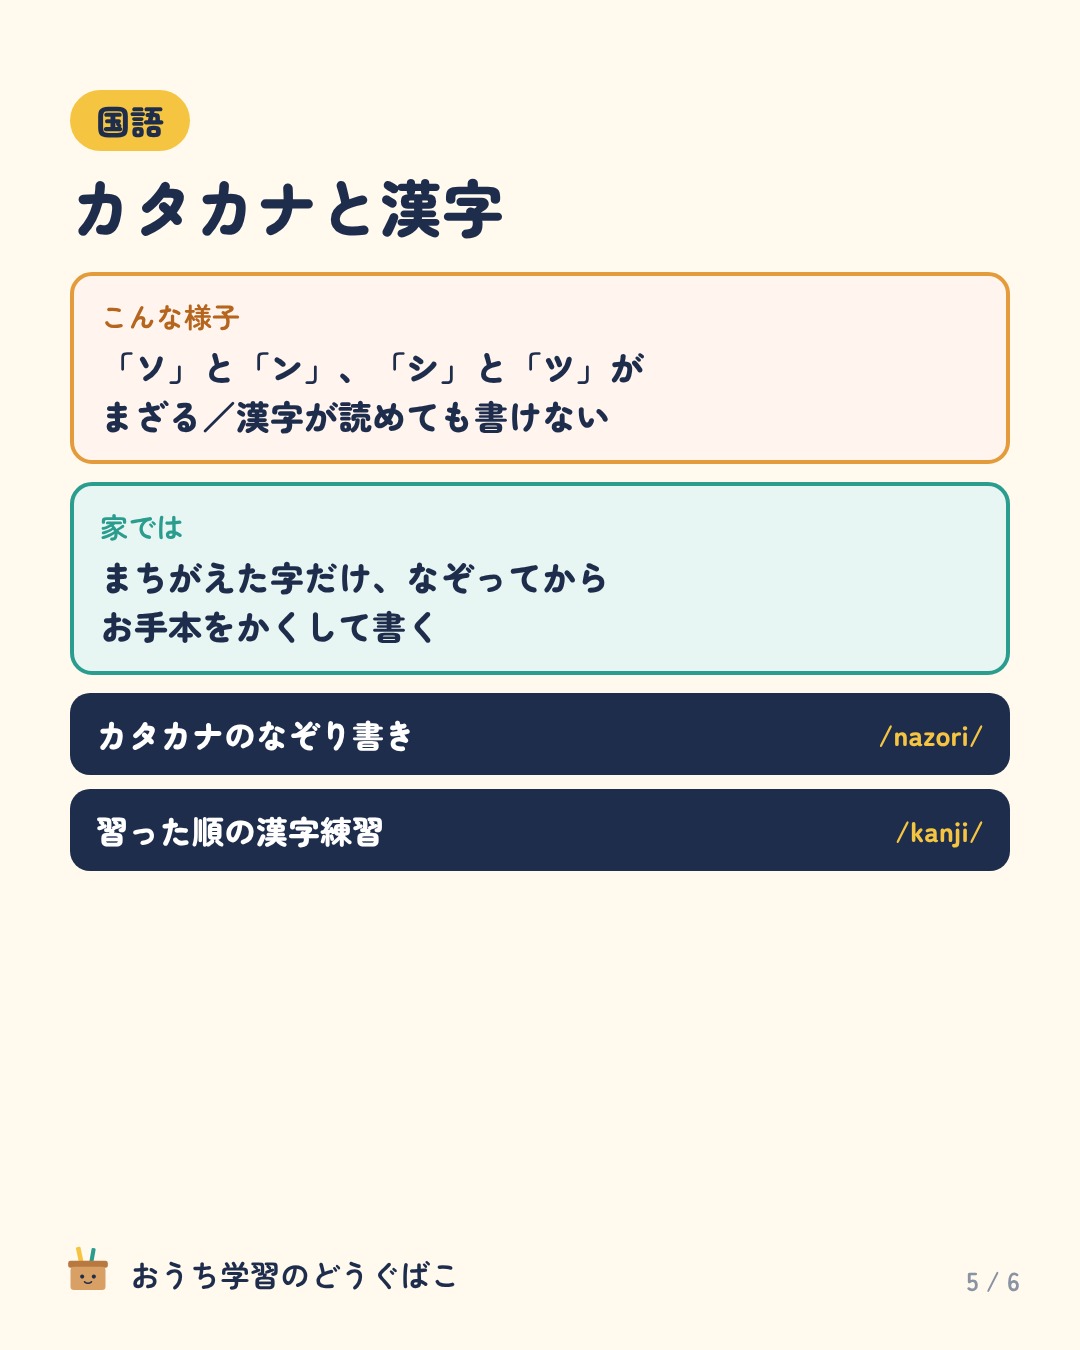 国語
カタカナと漢字
こんな様子
「ソ」と「ン」、「シ」と「ツ」が
まざる／漢字が読めても書けない
家では
まちがえた字だけ、なぞってから
お手本をかくして書く
カタカナのなぞり書き /nazori/
習った順の漢字練習 /kanji/
おうち学習のどうぐばこ
5 / 6